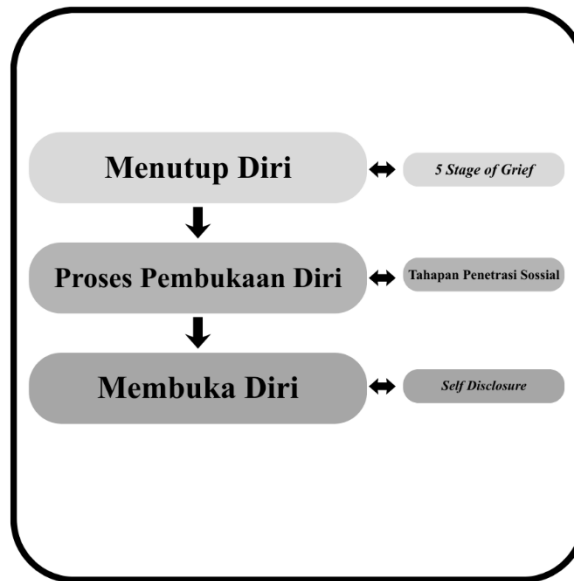 Menutup Diri
5 Stage of Grief
Proses Pembukaan Diri
Tahapan Penetrasi Sossial
Membuka Diri
Self Disclosure